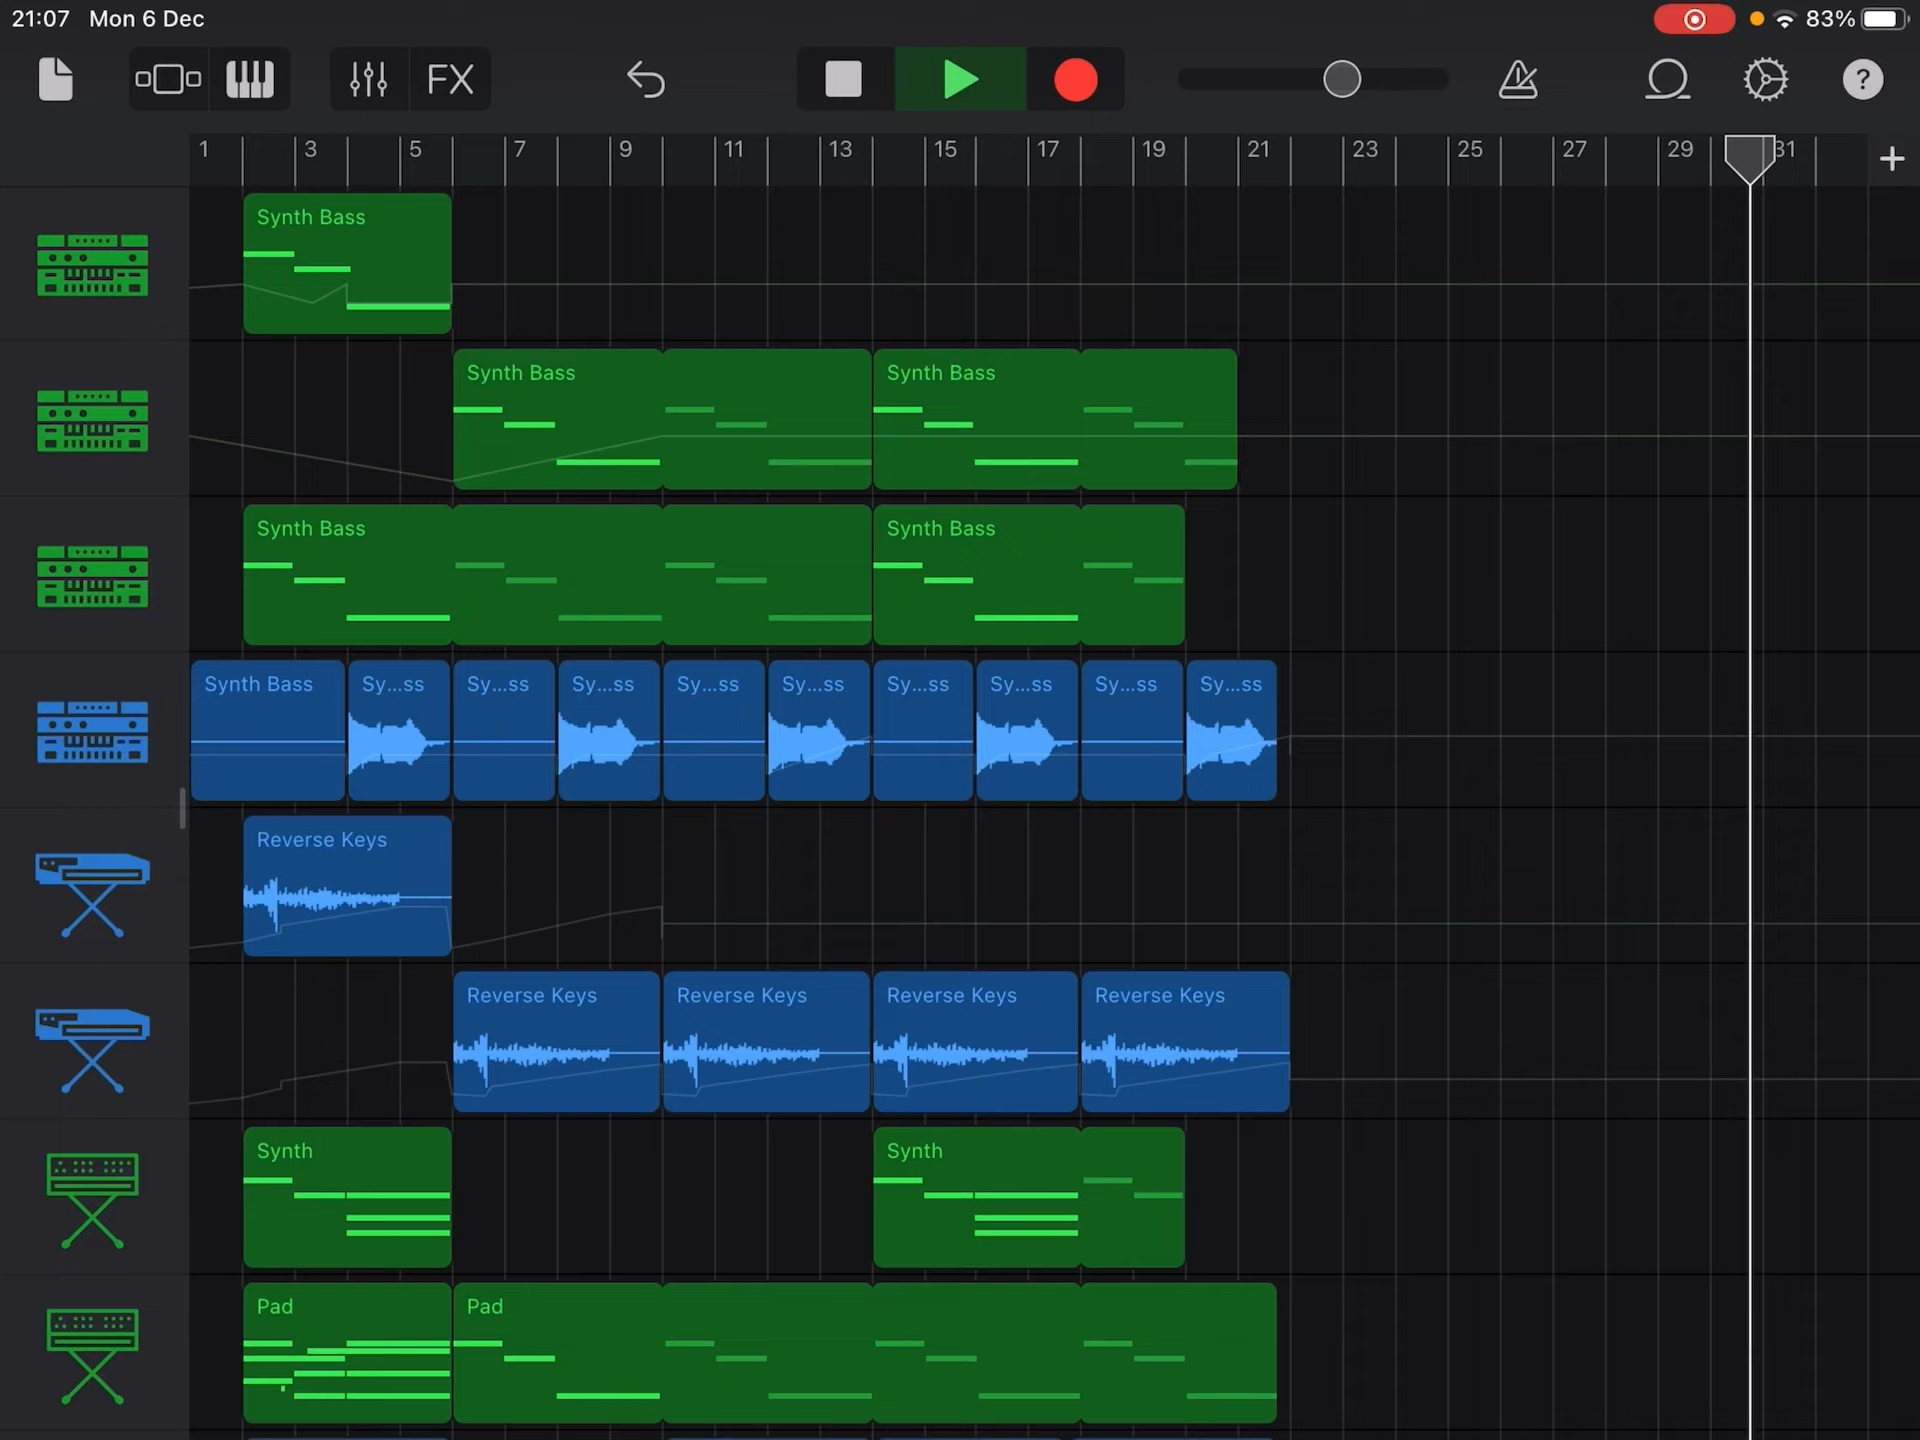 21:07 Mon 6 Dec 83%
FX ?
1 3 5 7 9 11 13 15 17 19 21 23 25 27 29 31 +
Synth Bass
Synth Bass Synth Bass
Synth Bass Synth Bass
Synth Bass Sy...ss Sy...ss Sy...ss Sy...ss Sy...ss Sy...ss Sy...ss Sy...ss Sy...ss
Reverse Keys
Reverse Keys Reverse Keys Reverse Keys Reverse Keys
Synth Synth
Pad Pad